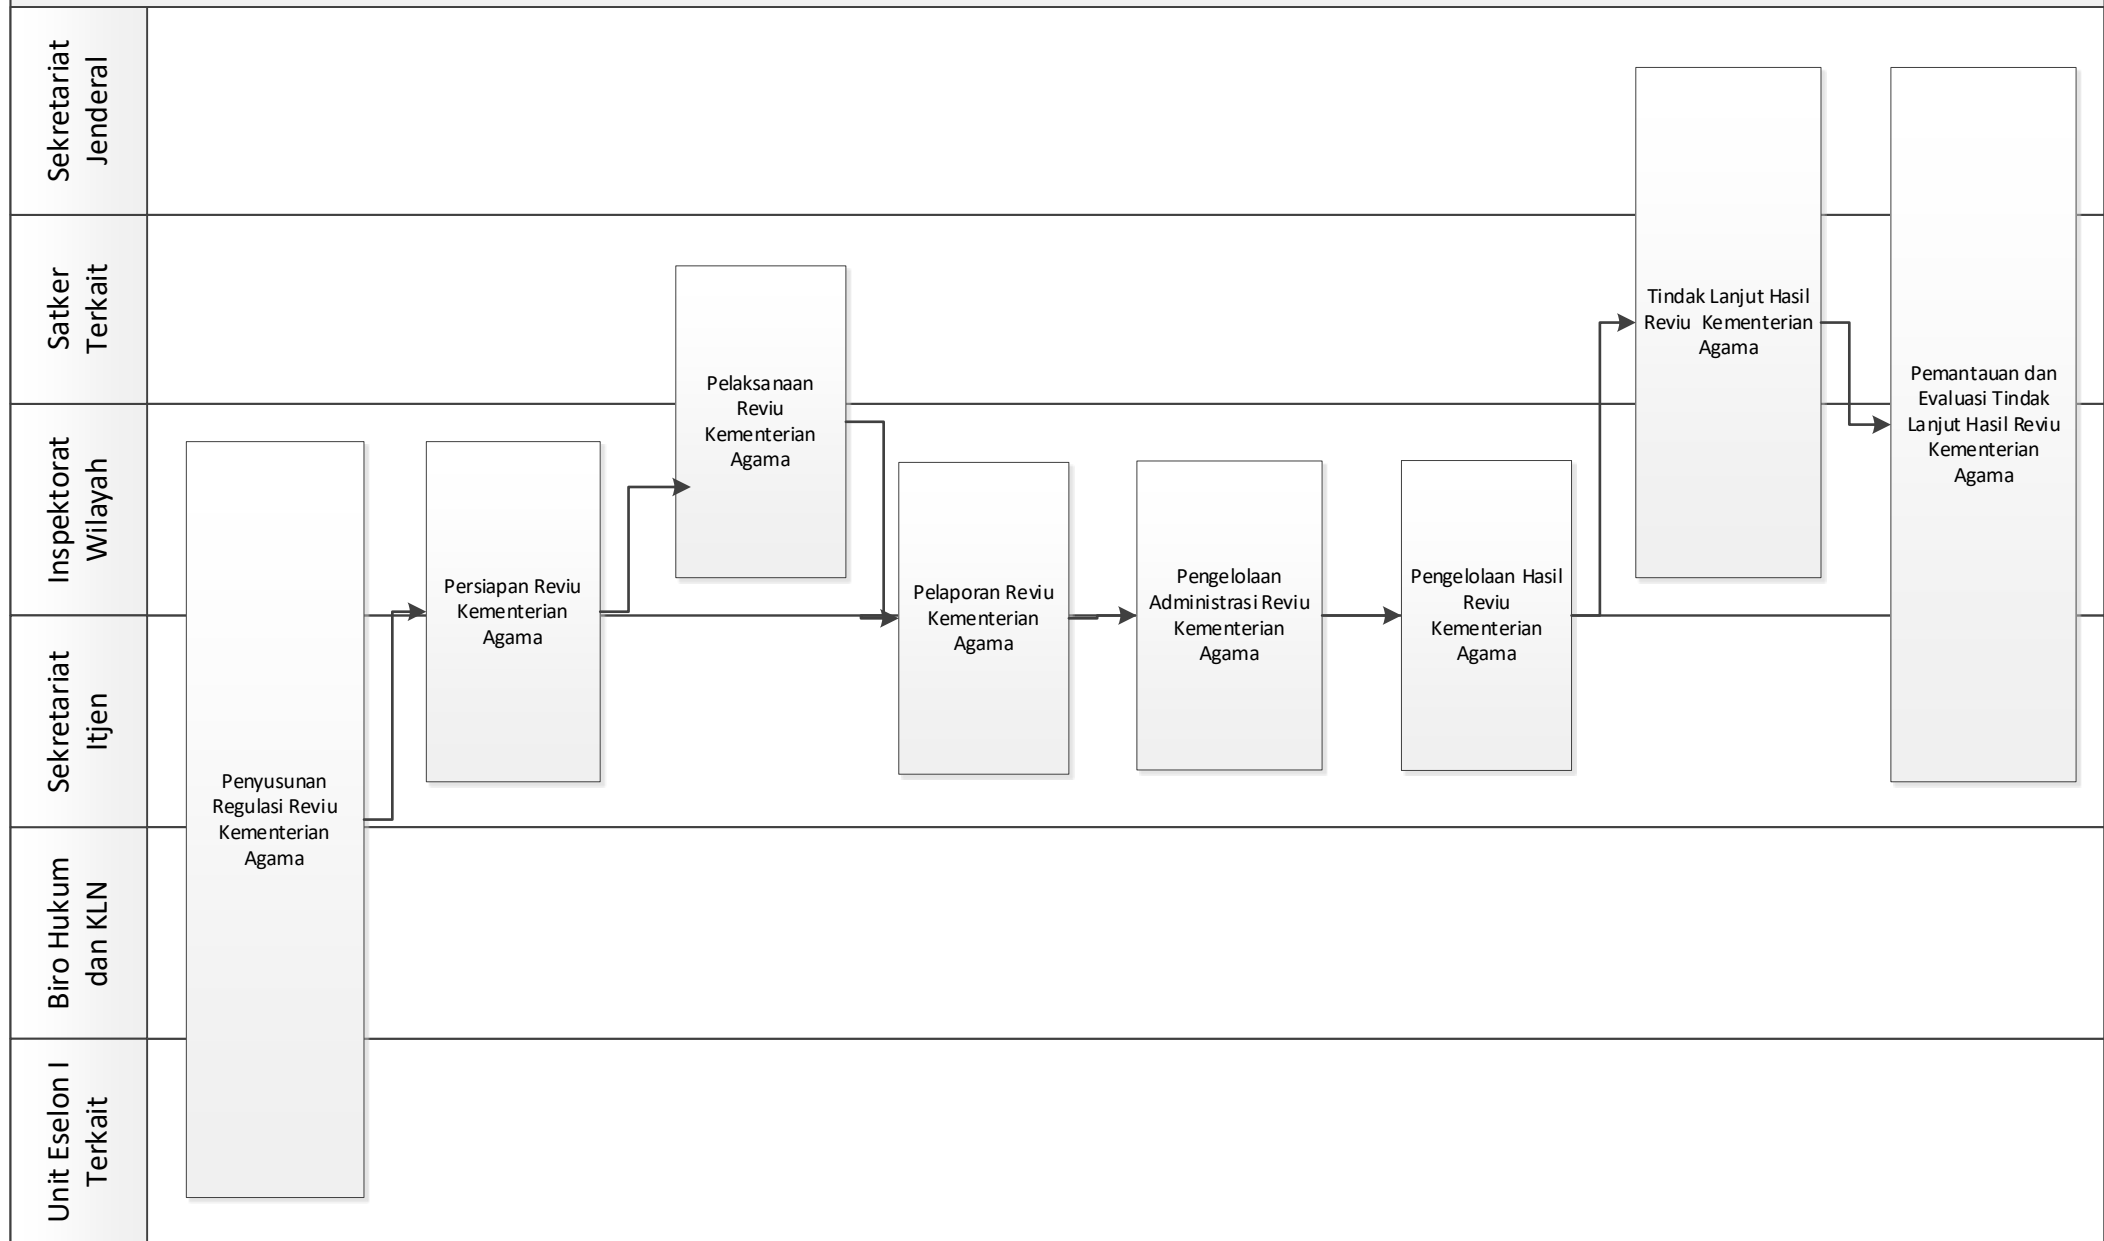 Sekretariat
Jenderal
Satker
Terkait
Inspektorat
Wilayah
Sekretariat
Itjen
Biro Hukum
dan KLN
Unit Eselon I
Terkait
Penyusunan
Regulasi Reviu
Kementerian
Agama
Persiapan Reviu
Kementerian
Agama
Pelaksanaan
Reviu
Kementerian
Agama
Pelaporan Reviu
Kementerian
Agama
Pengelolaan
Administrasi Reviu
Kementerian
Agama
Pengelolaan Hasil
Reviu
Kementerian
Agama
Tindak Lanjut Hasil
Reviu Kementerian
Agama
Pemantauan dan
Evaluasi Tindak
Lanjut Hasil Reviu
Kementerian
Agama